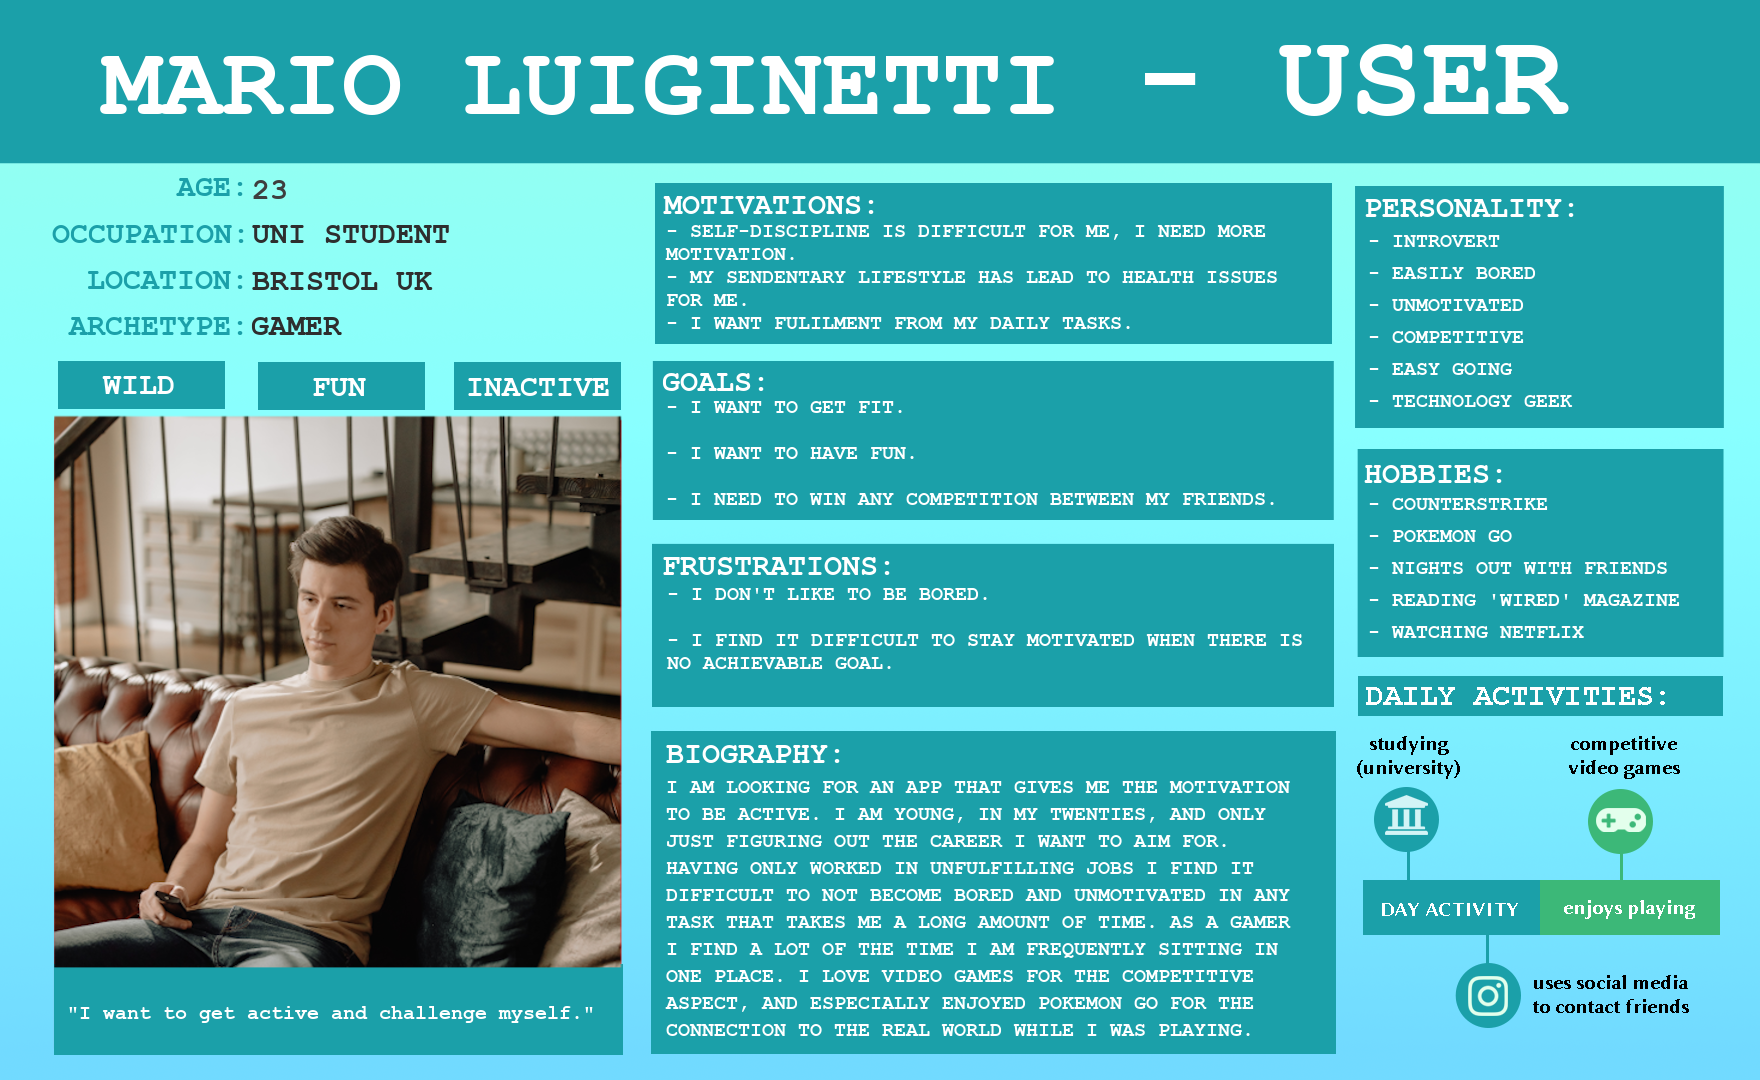 MARIO LUIGINETTI - USER
AGE: 23
OCCUPATION: UNI STUDENT
LOCATION: BRISTOL UK
ARCHETYPE: GAMER
WILD
FUN
INACTIVE
"I want to get active and challenge myself."
MOTIVATIONS:
- SELF-DISCIPLINE IS DIFFICULT FOR ME, I NEED MORE
MOTIVATION.
- MY SENDENTARY LIFESTYLE HAS LEAD TO HEALTH ISSUES
FOR ME.
- I WANT FULILMENT FROM MY DAILY TASKS.
GOALS:
- I WANT TO GET FIT.
- I WANT TO HAVE FUN.
- I NEED TO WIN ANY COMPETITION BETWEEN MY FRIENDS.
FRUSTRATIONS:
- I DON'T LIKE TO BE BORED.
- I FIND IT DIFFICULT TO STAY MOTIVATED WHEN THERE IS
NO ACHIEVABLE GOAL.
BIOGRAPHY:
I AM LOOKING FOR AN APP THAT GIVES ME THE MOTIVATION
TO BE ACTIVE. I AM YOUNG, IN MY TWENTIES, AND ONLY
JUST FIGURING OUT THE CAREER I WANT TO AIM FOR.
HAVING ONLY WORKED IN UNFULFILLING JOBS I FIND IT
DIFFICULT TO NOT BECOME BORED AND UNMOTIVATED IN ANY
TASK THAT TAKES ME A LONG AMOUNT OF TIME. AS A GAMER
I FIND A LOT OF THE TIME I AM FREQUENTLY SITTING IN
ONE PLACE. I LOVE VIDEO GAMES FOR THE COMPETITIVE
ASPECT, AND ESPECIALLY ENJOYED POKEMON GO FOR THE
CONNECTION TO THE REAL WORLD WHILE I WAS PLAYING.
PERSONALITY:
- INTROVERT
- EASILY BORED
- UNMOTIVATED
- COMPETITIVE
- EASY GOING
- TECHNOLOGY GEEK
HOBBIES:
- COUNTERSTRIKE
- POKEMON GO
- NIGHTS OUT WITH FRIENDS
- READING 'WIRED' MAGAZINE
- WATCHING NETFLIX
DAILY ACTIVITIES:
studying
(university)
competitive
video games
DAY ACTIVITY
enjoys playing
uses social media
to contact friends